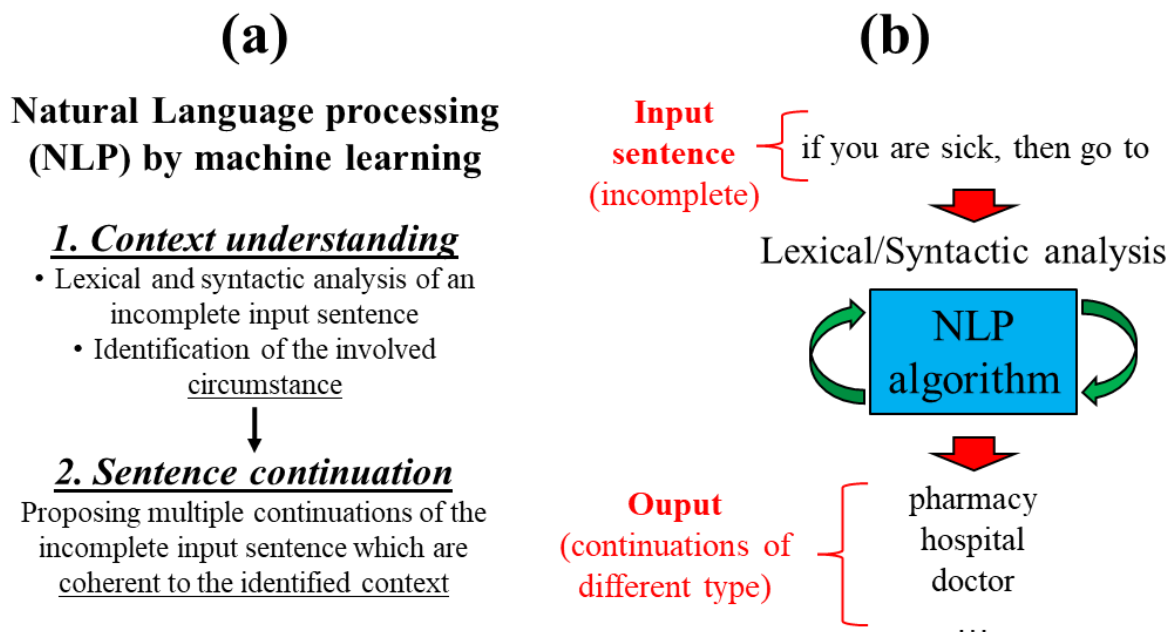 (a)
Natural Language processing
(NLP) by machine learning
1. Context understanding
• Lexical and syntactic analysis of an
incomplete input sentence
• Identification of the involved
circumstance
2. Sentence continuation
Proposing multiple continuations of the
incomplete input sentence which are
coherent to the identified context
(b)
Input
sentence
(incomplete)
if you are sick, then go to
Lexical/Syntactic analysis
NLP
algorithm
Ouput
(continuations of
different type)
pharmacy
hospital
doctor
...